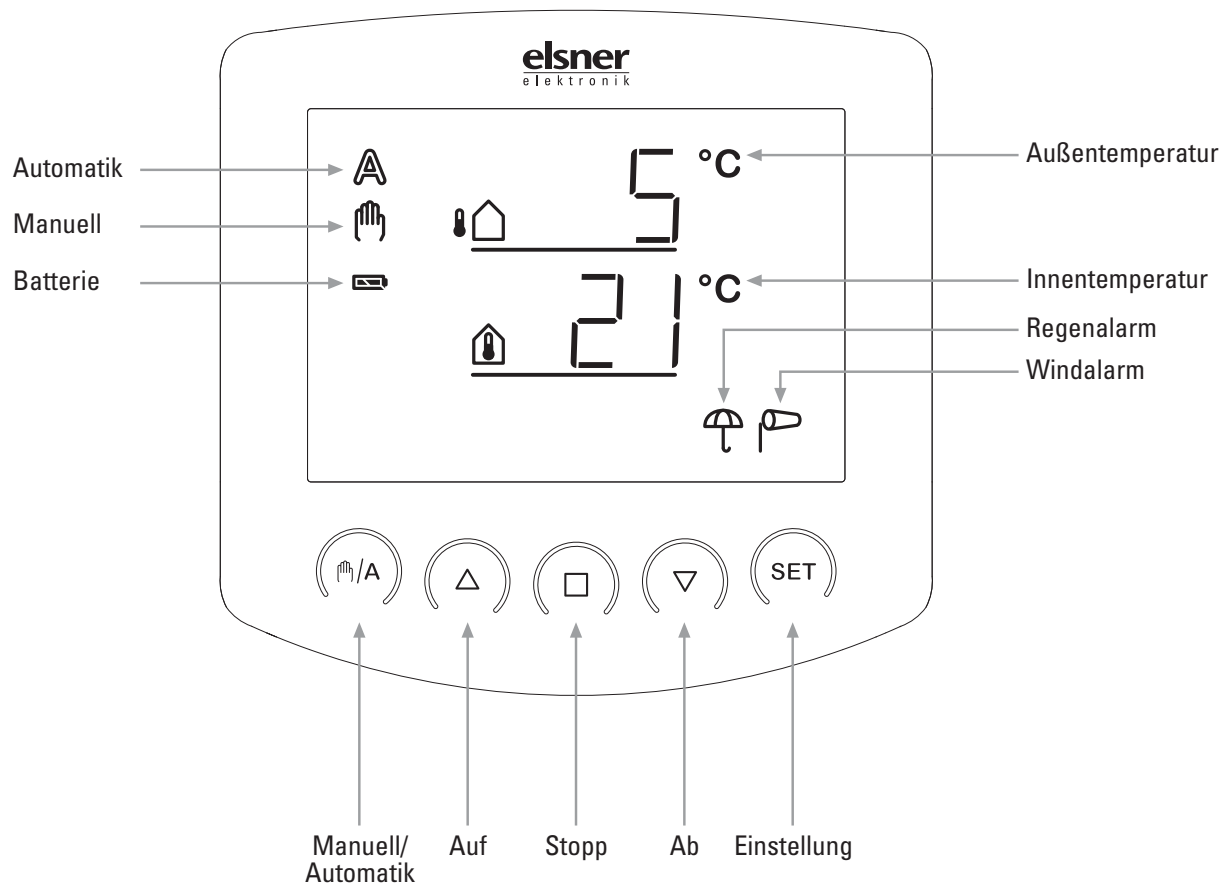 elsner
elektronik
Automatik
Manuell
Batterie
5 °C
21 °C
Außentemperatur
Innentemperatur
Regenalarm
Windalarm
/A
SET
Manuell/
Automatik
Auf
Stopp
Ab
Einstellung